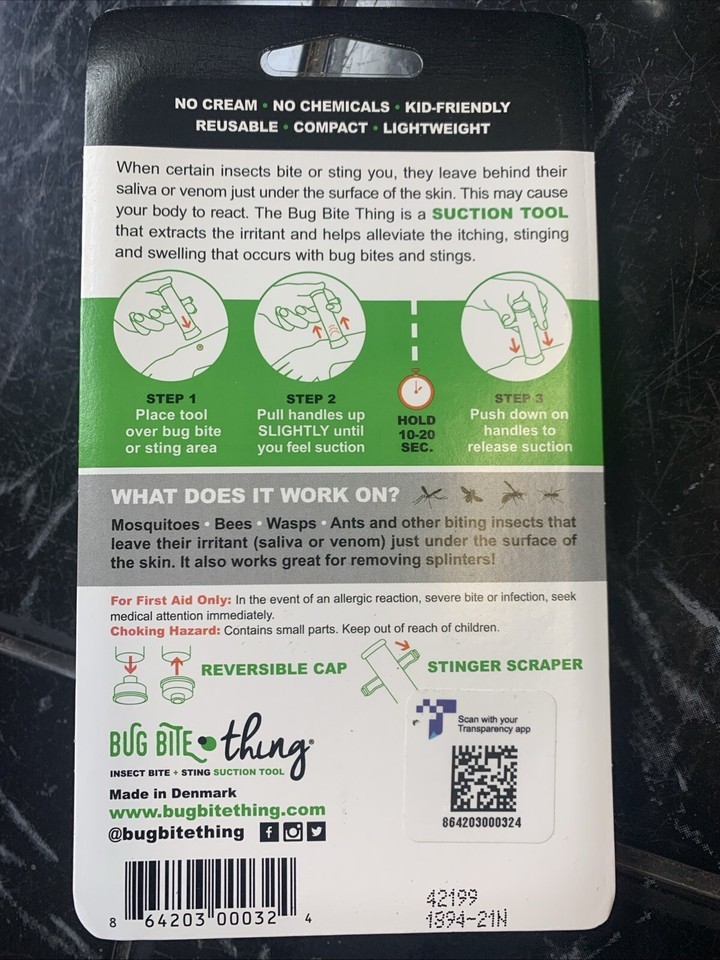 NO CREAM • NO CHEMICALS • KID-FRIENDLY
REUSABLE • COMPACT • LIGHTWEIGHT
When certain insects bite or sting you, they leave behind their
saliva or venom just under the surface of the skin. This may cause
your body to react. The Bug Bite Thing is a SUCTION TOOL
that extracts the irritant and helps alleviate the itching, stinging
and swelling that occurs with bug bites and stings.
STEP 1
Place tool
over bug bite
or sting area
STEP 2
Pull handles up
SLIGHTLY until
you feel suction
HOLD
10-20
SEC.
STEP 3
Push down on
handles to
release suction
WHAT DOES IT WORK ON?
Mosquitoes • Bees • Wasps • Ants and other biting insects that
leave their irritant (saliva or venom) just under the surface of
the skin. It also works great for removing splinters!
For First Aid Only: In the event of an allergic reaction, severe bite or infection, seek
medical attention immediately.
Choking Hazard: Contains small parts. Keep out of reach of children.
REVERSIBLE CAP
STINGER SCRAPER
BUG BITE thing®
INSECT BITE + STING SUCTION TOOL
Made in Denmark
www.bugbitething.com
@bugbitething
Scan with your
Transparency app
864203000324
8 64203 00032 4
42199
1894-21N